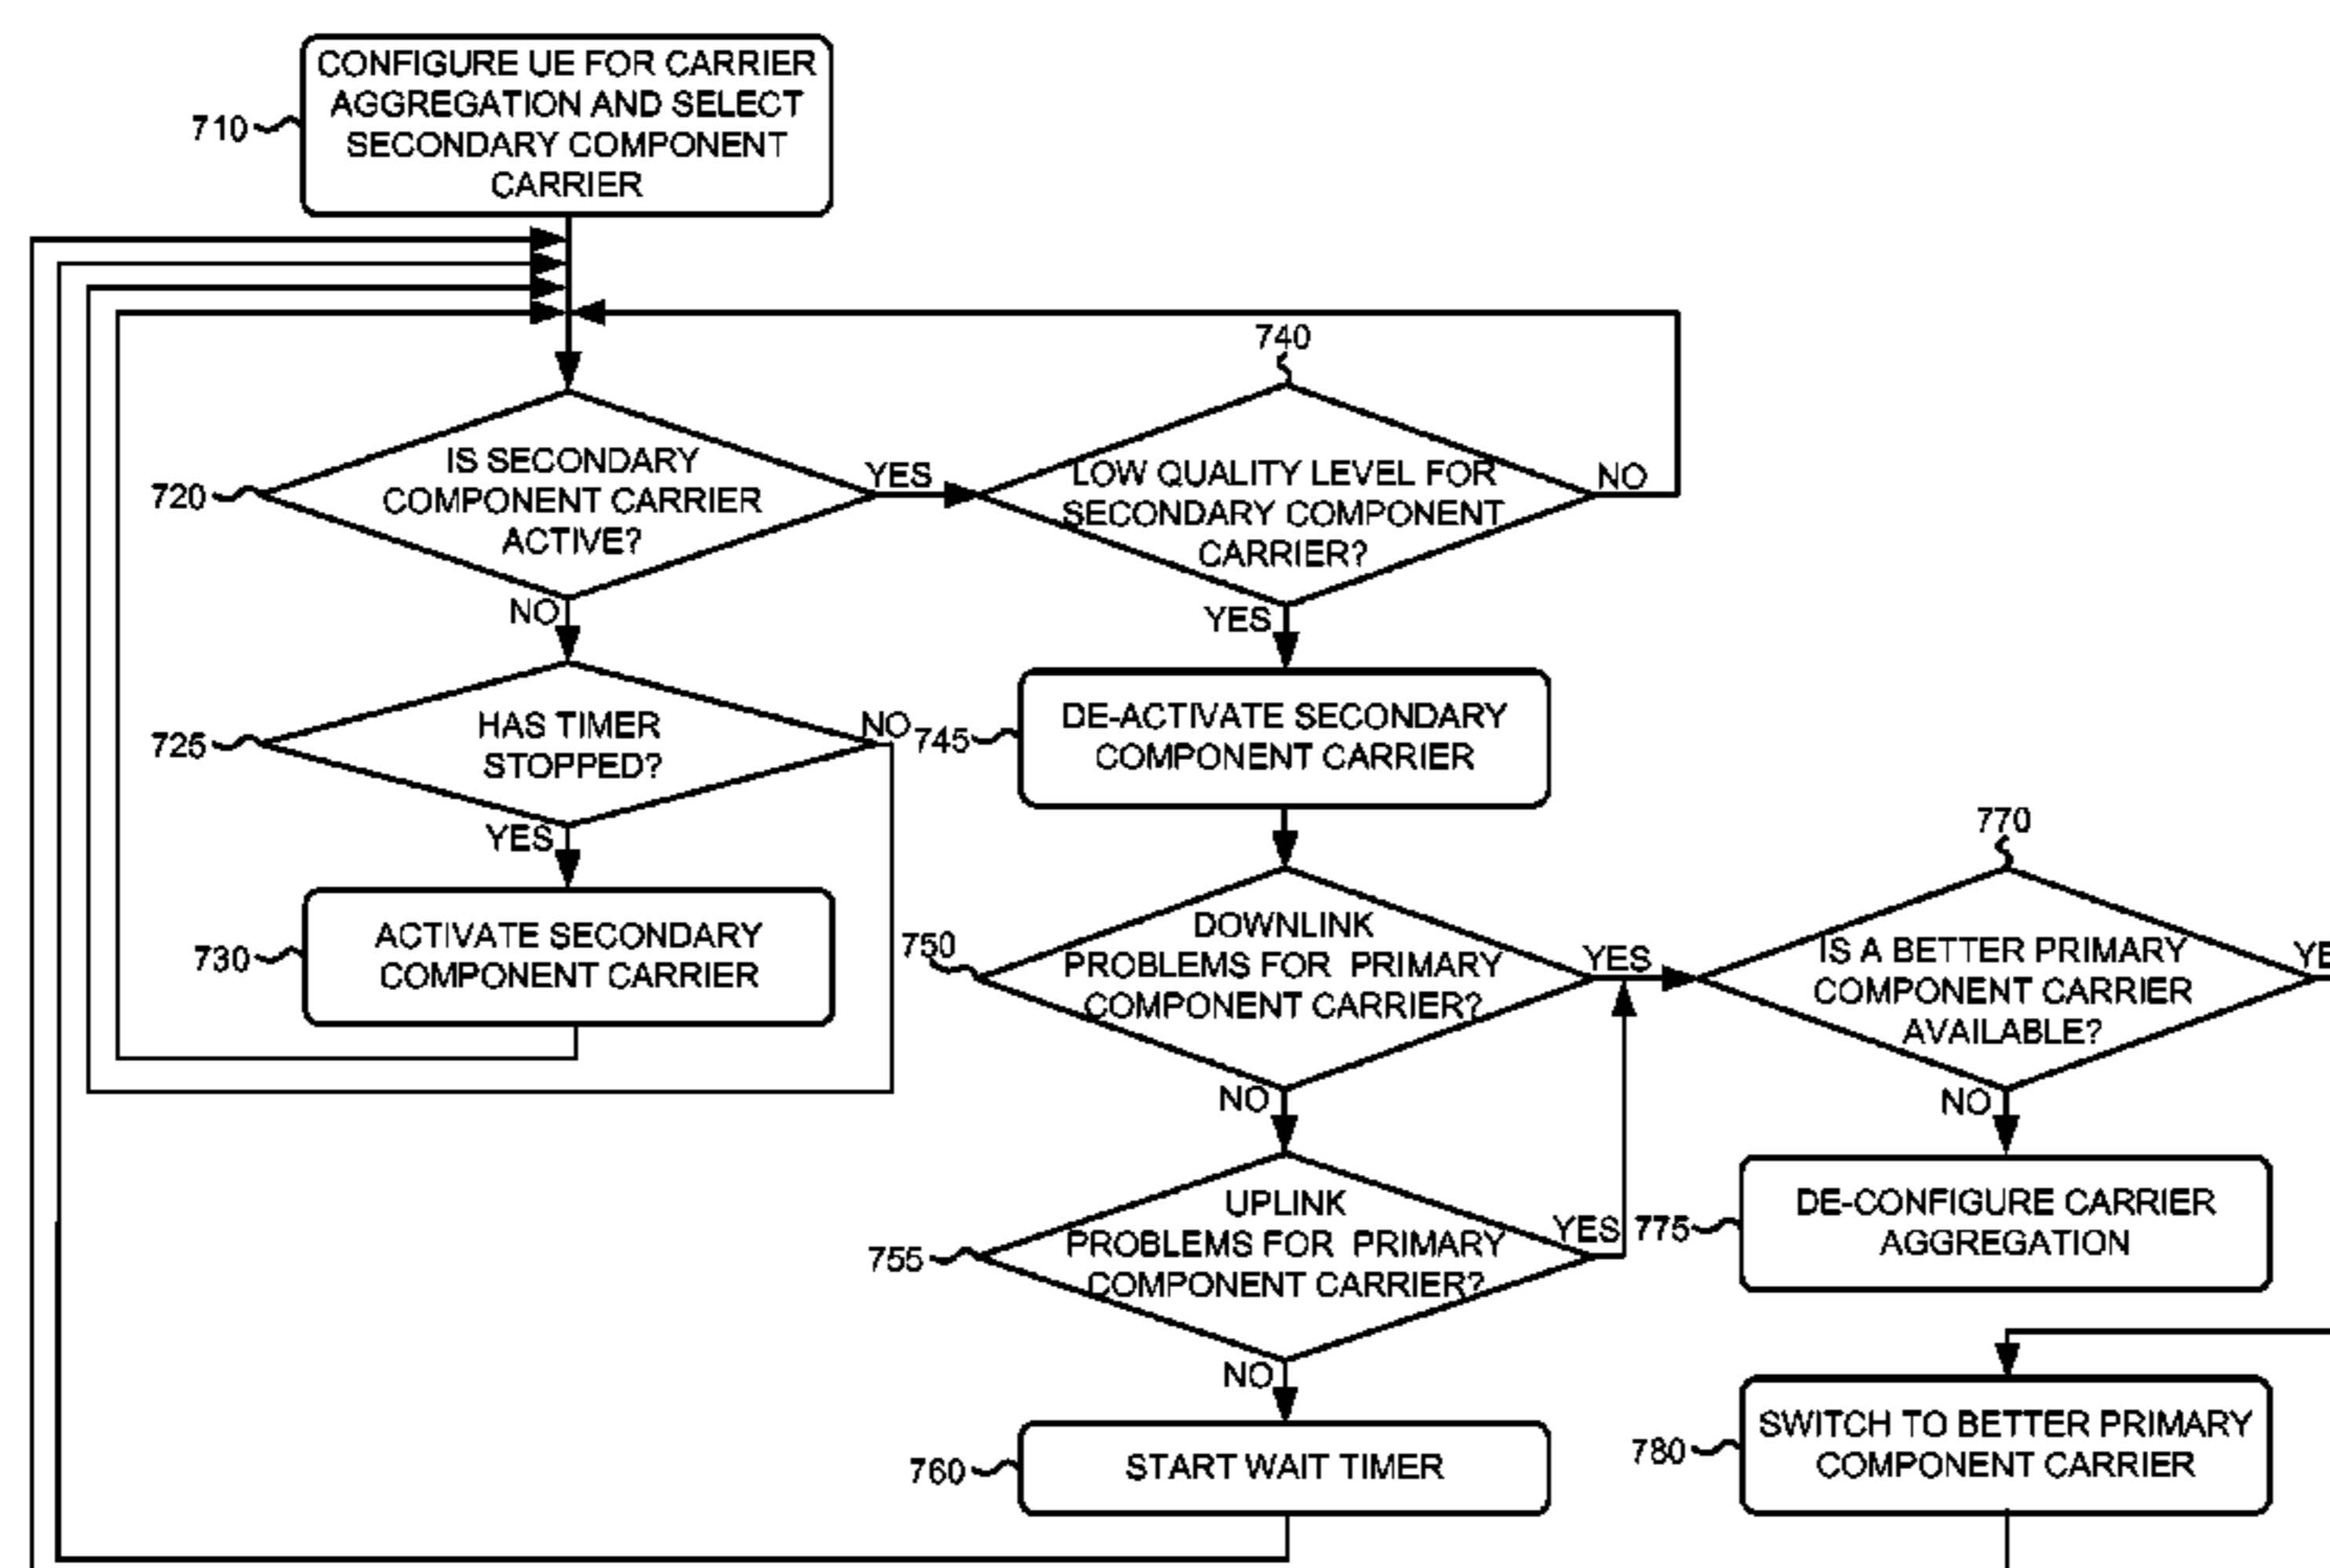 CONFIGURE UE FOR CARRIER
AGGREGATION AND SELECT
SECONDARY COMPONENT
CARRIER
710
740
IS SECONDARY
COMPONENT CARRIER
ACTIVE?
720
YES
NO
LOW QUALITY LEVEL FOR
SECONDARY COMPONENT
CARRIER?
NO
YES
HAS TIMER
STOPPED?
725
NO
YES
745
DE-ACTIVATE SECONDARY
COMPONENT CARRIER
730
ACTIVATE SECONDARY
COMPONENT CARRIER
750
DOWNLINK
PROBLEMS FOR PRIMARY
COMPONENT CARRIER?
YES
NO
770
IS A BETTER PRIMARY
COMPONENT CARRIER
AVAILABLE?
NO
755
UPLINK
PROBLEMS FOR PRIMARY
COMPONENT CARRIER?
YES
NO
775
DE-CONFIGURE CARRIER
AGGREGATION
760
START WAIT TIMER
780
SWITCH TO BETTER PRIMARY
COMPONENT CARRIER